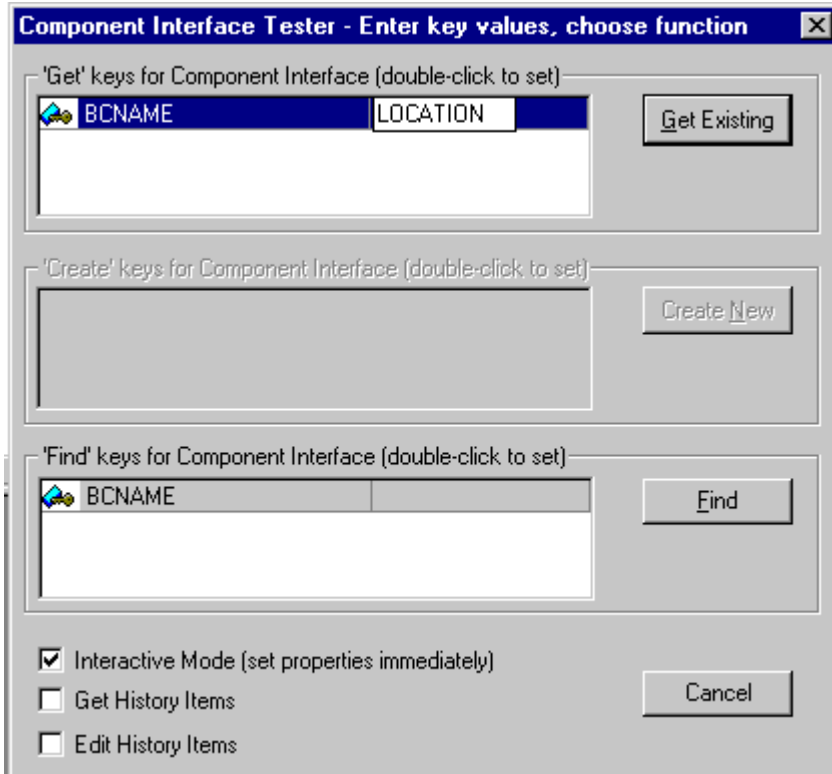 Component Interface Tester - Enter key values, choose function
'Get' keys for Component Interface (double-click to set)
BCNAME LOCATION
Get Existing
'Create' keys for Component Interface (double-click to set)
Create New
'Find' keys for Component Interface (double-click to set)
BCNAME
Find
Interactive Mode (set properties immediately)
Get History Items
Cancel
Edit History Items